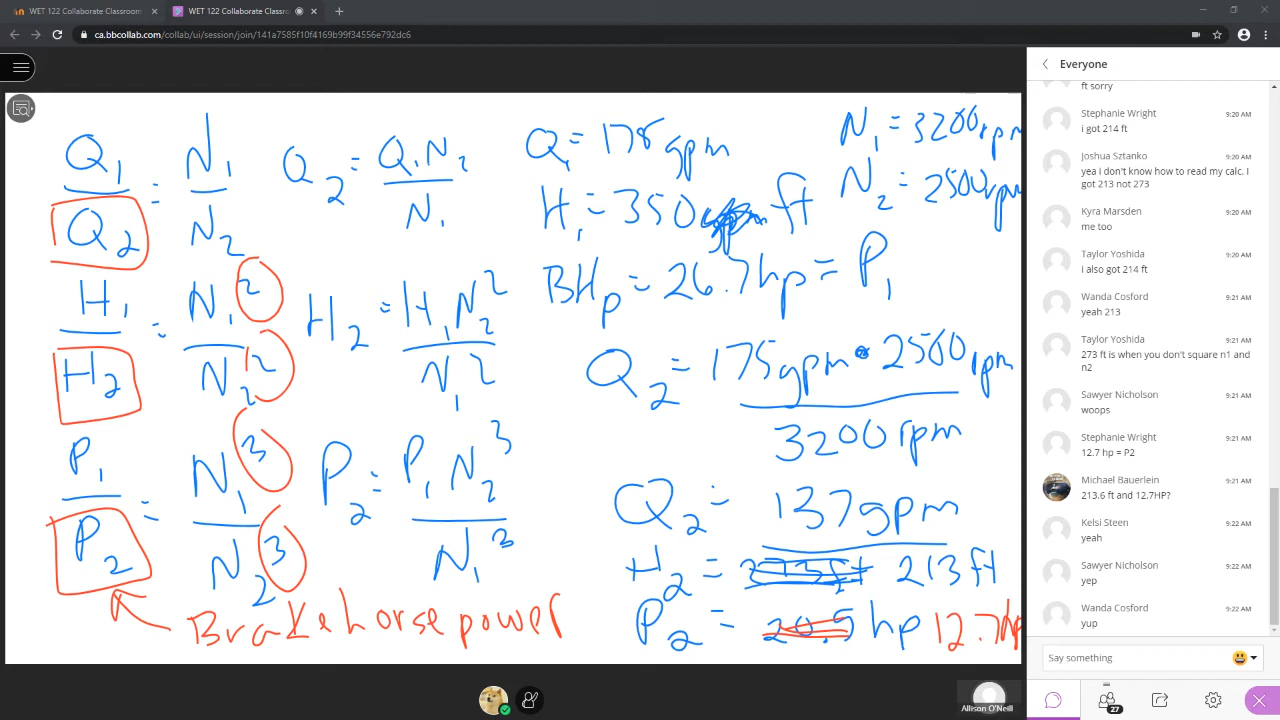 WET 122 Collaborate Classroom
WET 122 Collaborate Classro
ca.bbcollab.com/collab/ui/session/join/141a7585f10f4169b99f34556e792dc6
Q1/Q2 = N1/N2
Q2 = Q1N2/N1
Q1 = 175 gpm
N1 = 3200 rpm
H1 = 350 ft
N2 = 2500 rpm
H1/H2 = N1²/N2²
H2 = H1N2²/N1²
BHp = 26.7 hp = P1
Q2 = 175 gpm • 2500 rpm
3200 rpm
P1/P2 = N1³/N2³
P2 = P1N2³/N1³
Q2 = 137 gpm
H2 = 273 ft 213 ft
Brake horse power
P2 = 20.9 hp 12.7 hp
Allison O'Neill
Everyone
ft sorry
Stephanie Wright 9:20 AM
i got 214 ft
Joshua Sztanko 9:20 AM
yea i don't know how to read my calc. I
got 213 not 273
Kyra Marsden 9:20 AM
me too
Taylor Yoshida 9:20 AM
i also got 214 ft
Wanda Cosford 9:21 AM
yeah 213
Taylor Yoshida 9:21 AM
273 ft is when you don't square n1 and
n2
Sawyer Nicholson 9:21 AM
woops
Stephanie Wright 9:21 AM
12.7 hp = P2
Michael Bauerlein 9:21 AM
213.6 ft and 12.7HP?
Kelsi Steen 9:22 AM
yeah
Sawyer Nicholson 9:22 AM
yep
Wanda Cosford 9:22 AM
yup
Say something
27